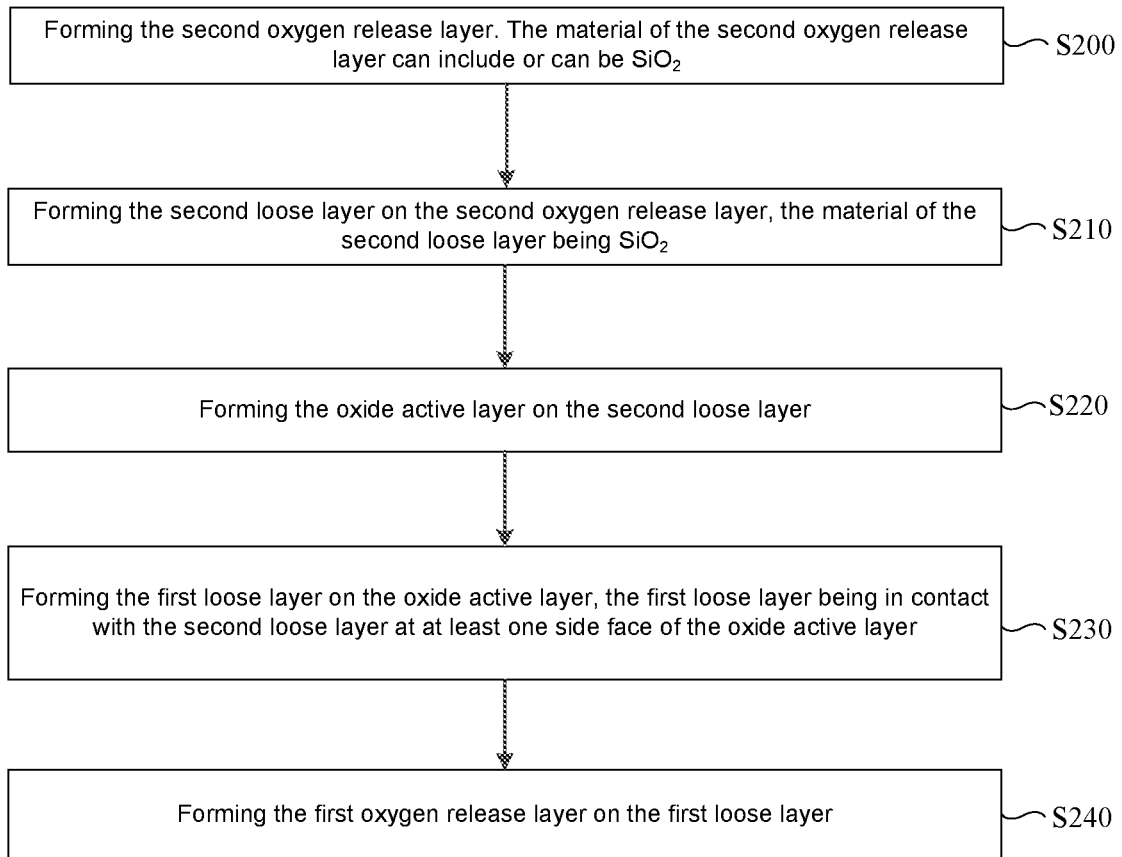 Forming the second oxygen release layer. The material of the second oxygen release
layer can include or can be SiO₂
S200
Forming the second loose layer on the second oxygen release layer, the material of the
second loose layer being SiO₂
S210
Forming the oxide active layer on the second loose layer
S220
Forming the first loose layer on the oxide active layer, the first loose layer being in contact
with the second loose layer at at least one side face of the oxide active layer
S230
Forming the first oxygen release layer on the first loose layer
S240